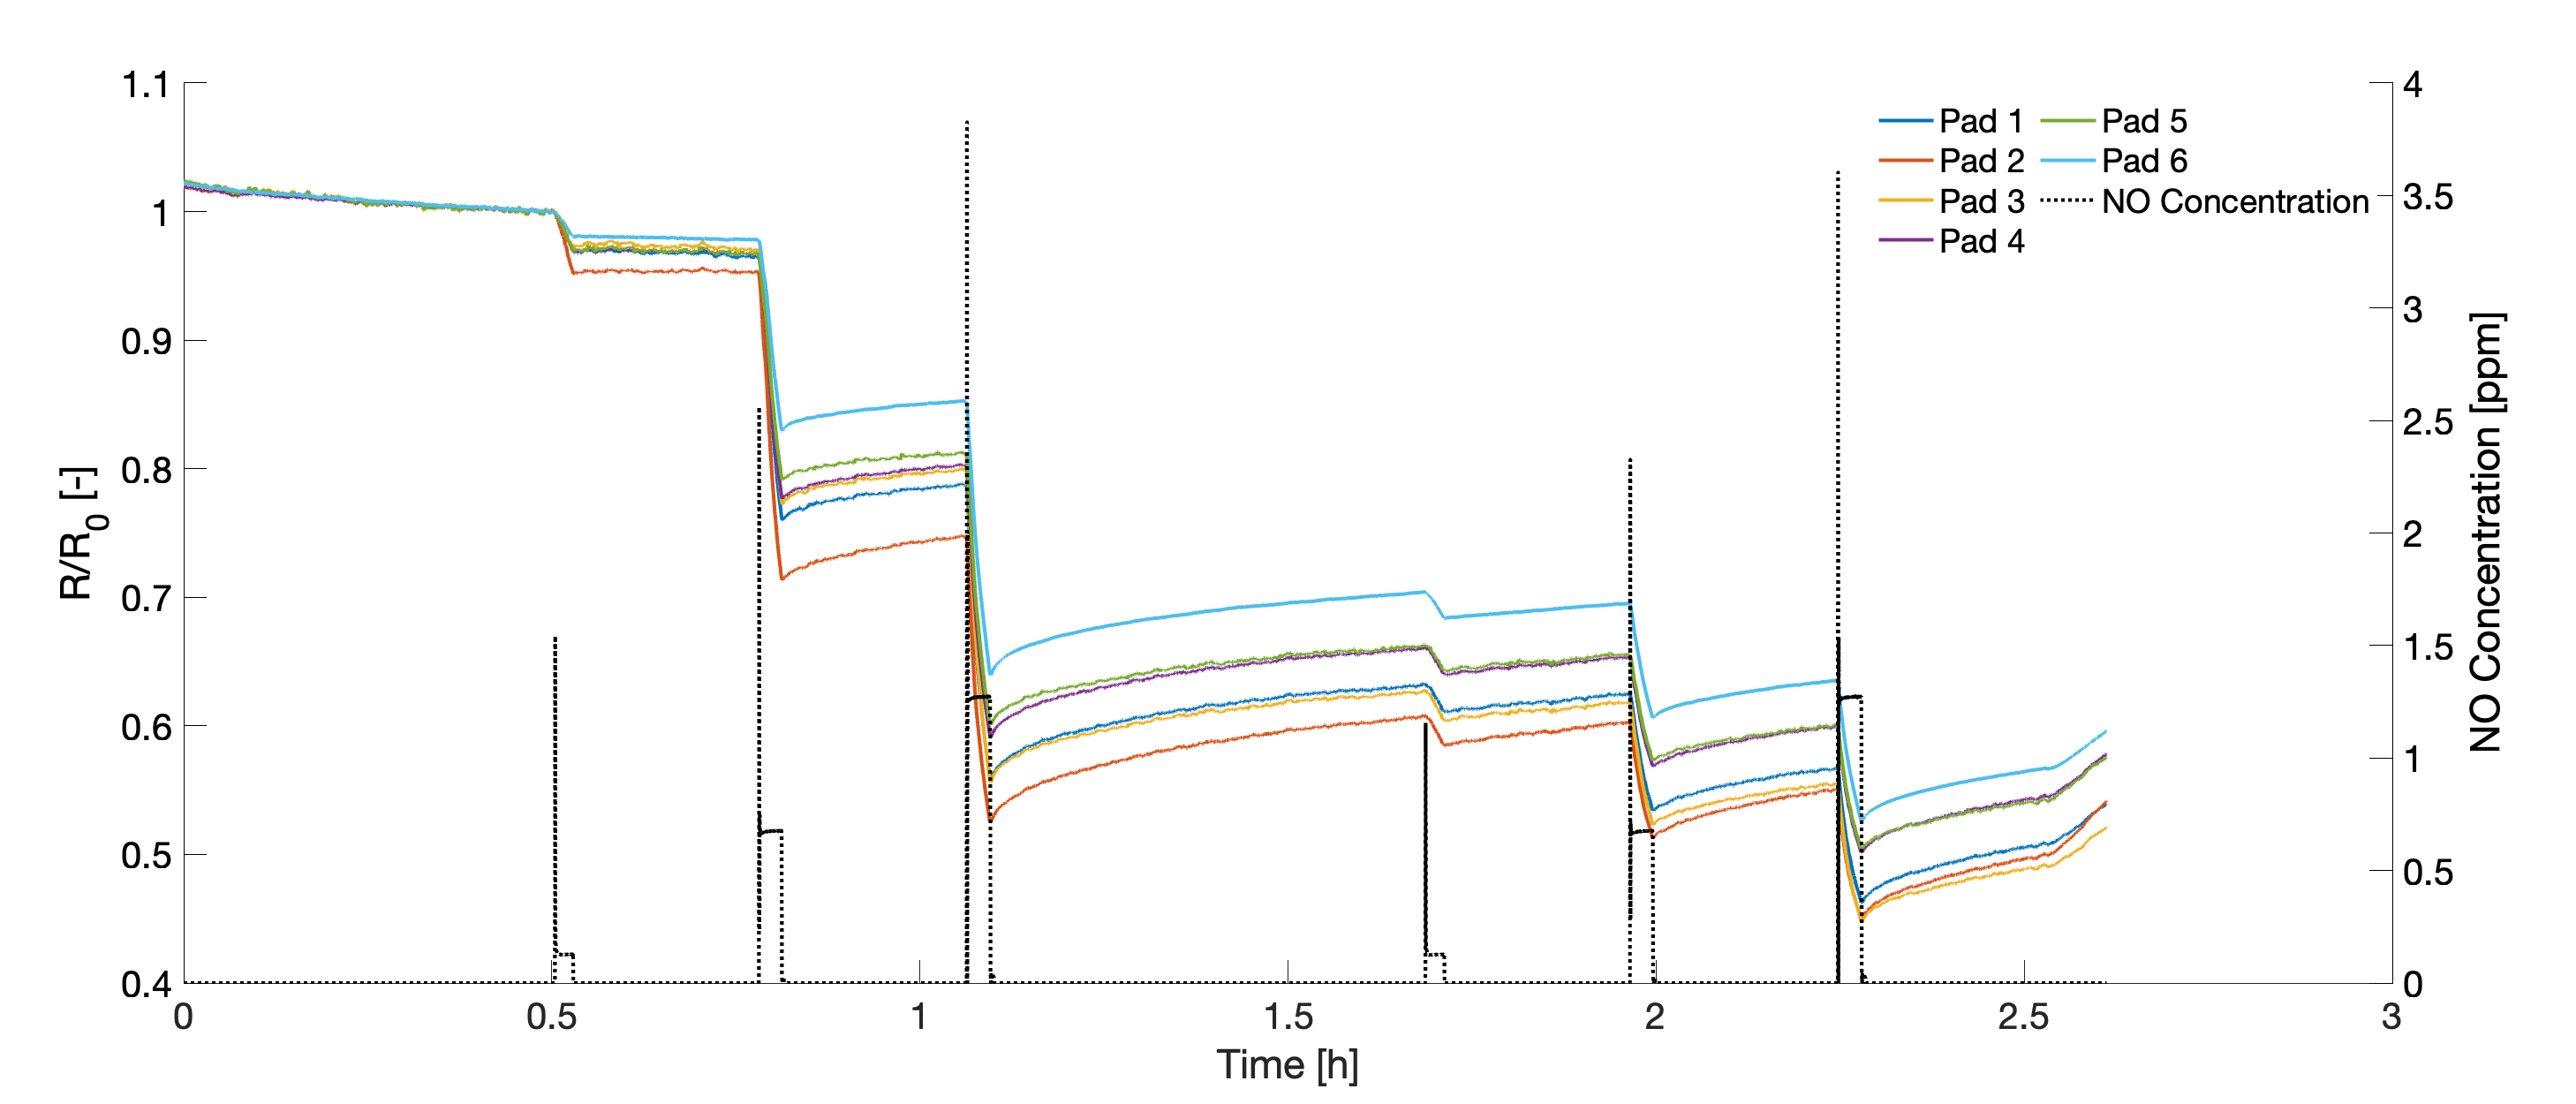 1.1
1
0.9
0.8
0.7
0.6
0.5
0.4
R/R0 [-]
0
0.5
1
1.5
2
2.5
3
Time [h]
4
3.5
3
2.5
2
1.5
1
0.5
0
NO Concentration [ppm]
Pad 1
Pad 2
Pad 3
Pad 4
Pad 5
Pad 6
NO Concentration